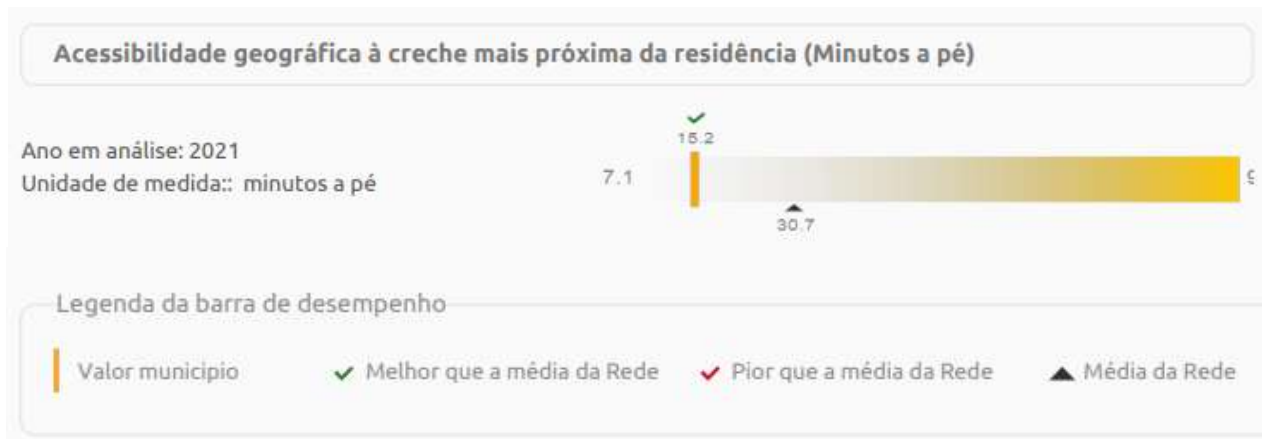 Acessibilidade geográfica à creche mais próxima da residência (Minutos a pé)
15.2
Ano em análise: 2021
Unidade de medida:: minutos a pé
7.1
30.7
Legenda da barra de desempenho
Valor municipio
Melhor que a média da Rede
Pior que a média da Rede
Média da Rede